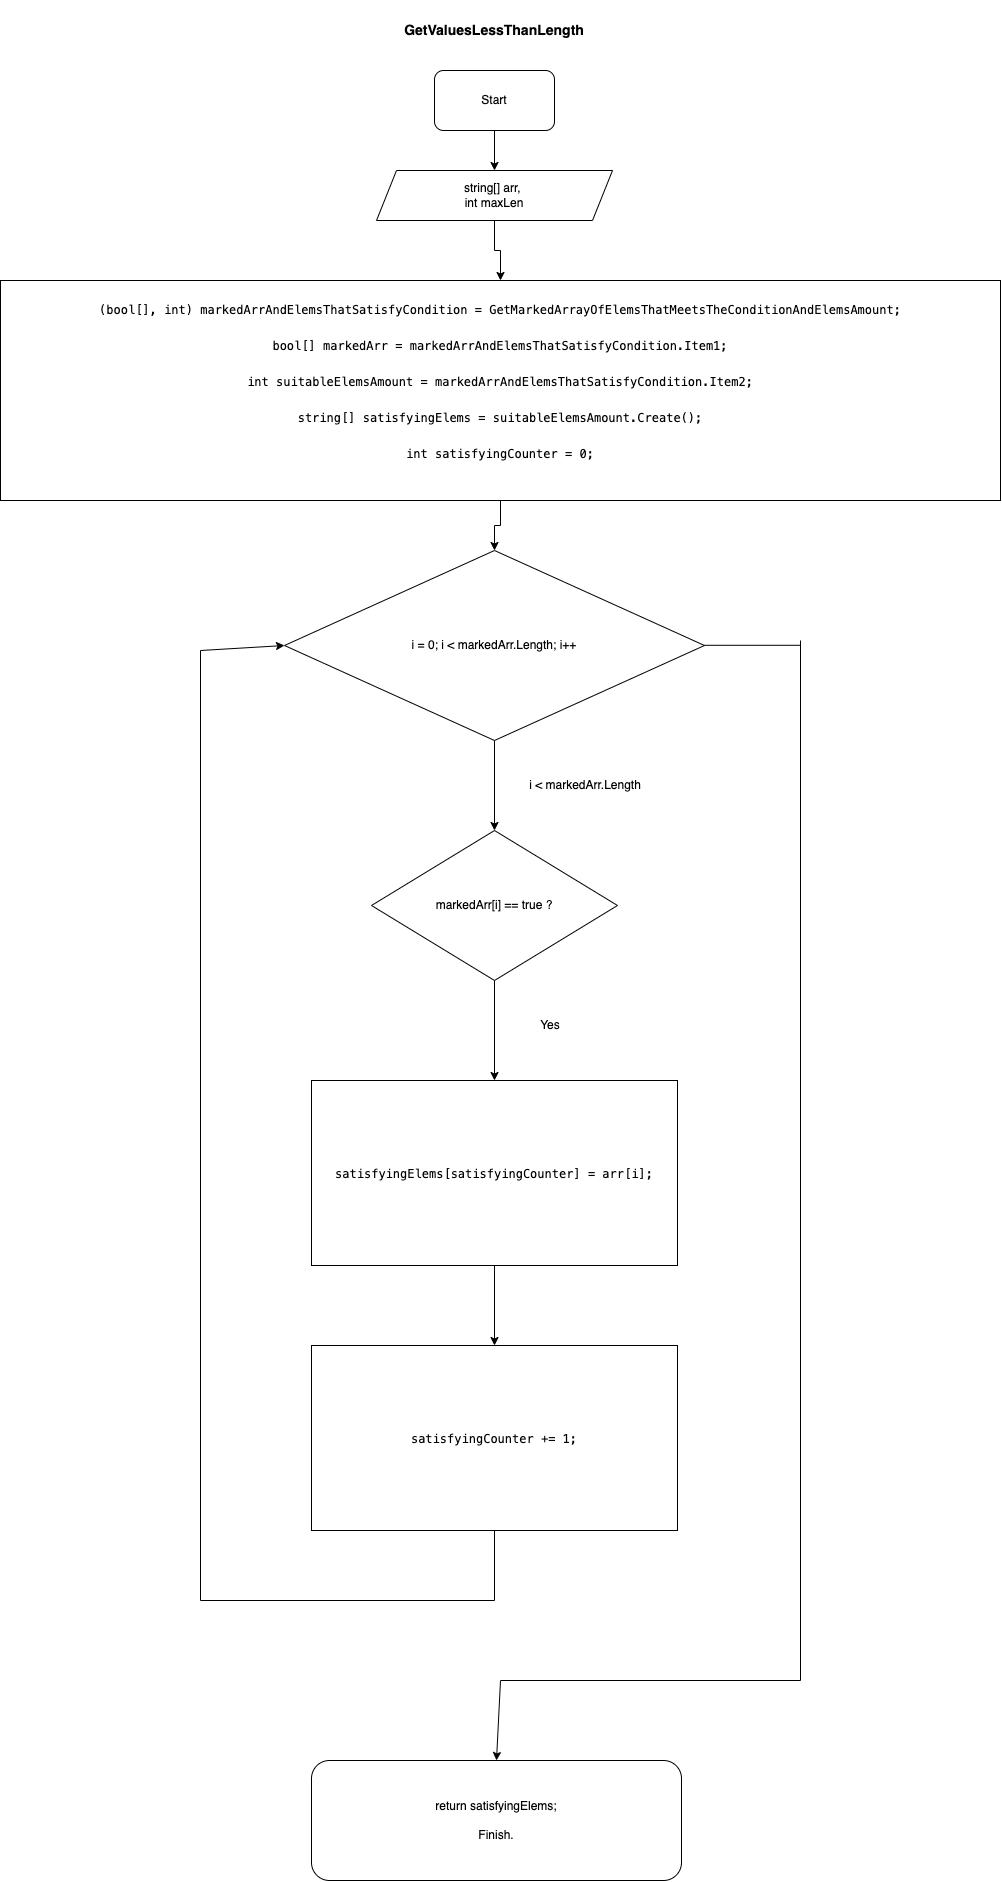 GetValuesLessThanLength
Start
string[] arr,
int maxLen
(bool[], int) markedArrAndElemsThatSatisfyCondition = GetMarkedArrayOfElemsThatMeetsTheConditionAndElemsAmount;
bool[] markedArr = markedArrAndElemsThatSatisfyCondition.Item1;
int suitableElemsAmount = markedArrAndElemsThatSatisfyCondition.Item2;
string[] satisfyingElems = suitableElemsAmount.Create();
int satisfyingCounter = 0;
i = 0; i < markedArr.Length; i++
i < markedArr.Length
markedArr[i] == true ?
Yes
satisfyingElems[satisfyingCounter] = arr[i];
satisfyingCounter += 1;
return satisfyingElems;
Finish.